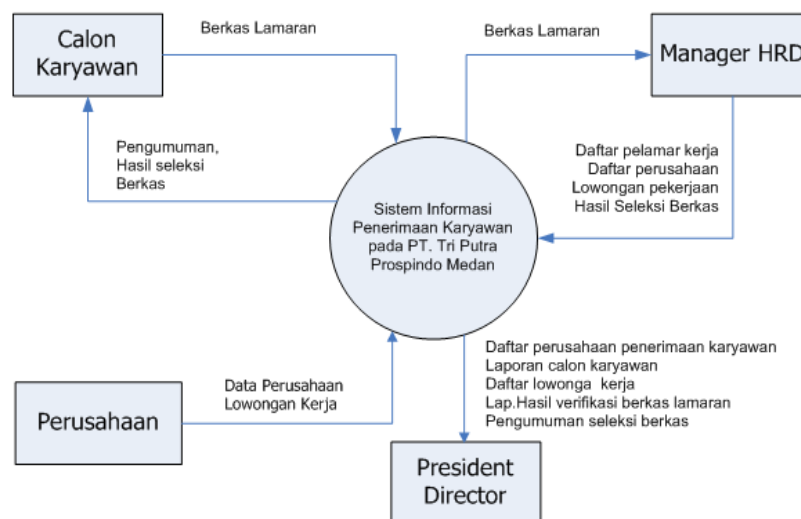 Calon
Karyawan
Berkas Lamaran
Berkas Lamaran
Manager HRD
Pengumuman,
Hasil seleksi
Berkas
Daftar pelamar kerja
Daftar perusahaan
Lowongan pekerjaan
Hasil Seleksi Berkas
Sistem Informasi
Penerimaan Karyawan
pada PT. Tri Putra
Prospindo Medan
Perusahaan
Data Perusahaan
Lowongan Kerja
Daftar perusahaan penerimaan karyawan
Laporan calon karyawan
Daftar lowonga kerja
Lap.Hasil verifikasi berkas lamaran
Pengumuman seleksi berkas
President
Director